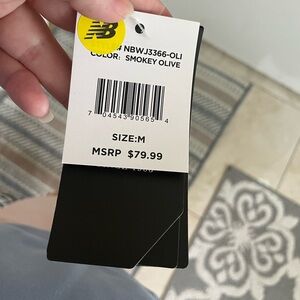 NB
# NBWJ3366-OLI
COLOR: SMOKEY OLIVE
7 04543 90565 4
SIZE:M
MSRP $79.99